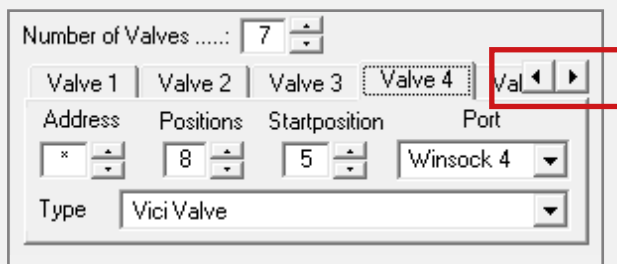 Number of Valves .....: 7
Valve 1 Valve 2 Valve 3 Valve 4 Val
Address Positions Startposition Port
* 8 5 Winsock 4
Type Vici Valve